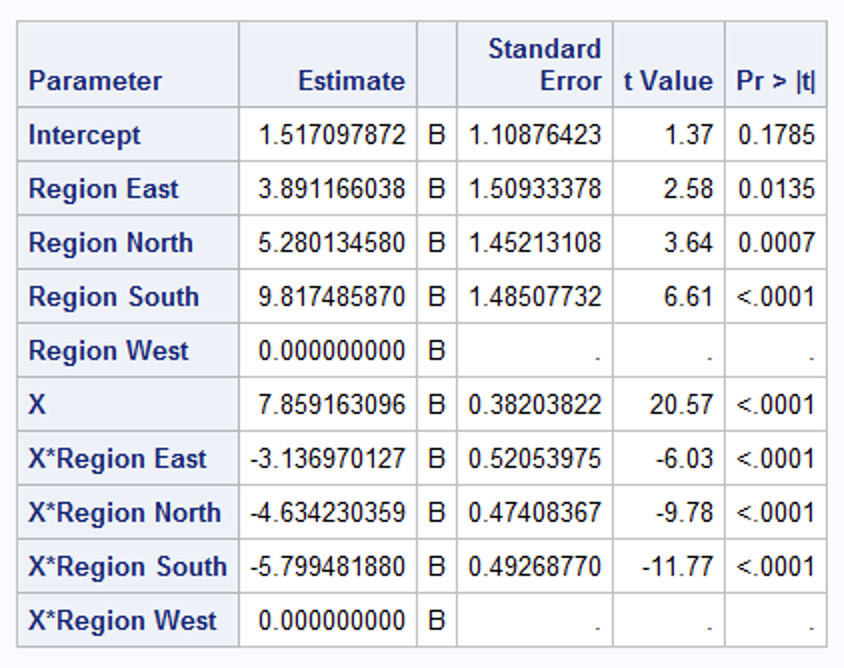 Parameter Estimate Standard Error t Value Pr > |t|
Intercept 1.517097872 B 1.10876423 1.37 0.1785
Region East 3.891166038 B 1.50933378 2.58 0.0135
Region North 5.280134580 B 1.45213108 3.64 0.0007
Region South 9.817485870 B 1.48507732 6.61 <.0001
Region West 0.000000000 B . . .
X 7.859163096 B 0.38203822 20.57 <.0001
X*Region East -3.136970127 B 0.52053975 -6.03 <.0001
X*Region North -4.634230359 B 0.47408367 -9.78 <.0001
X*Region South -5.799481880 B 0.49268770 -11.77 <.0001
X*Region West 0.000000000 B . . .